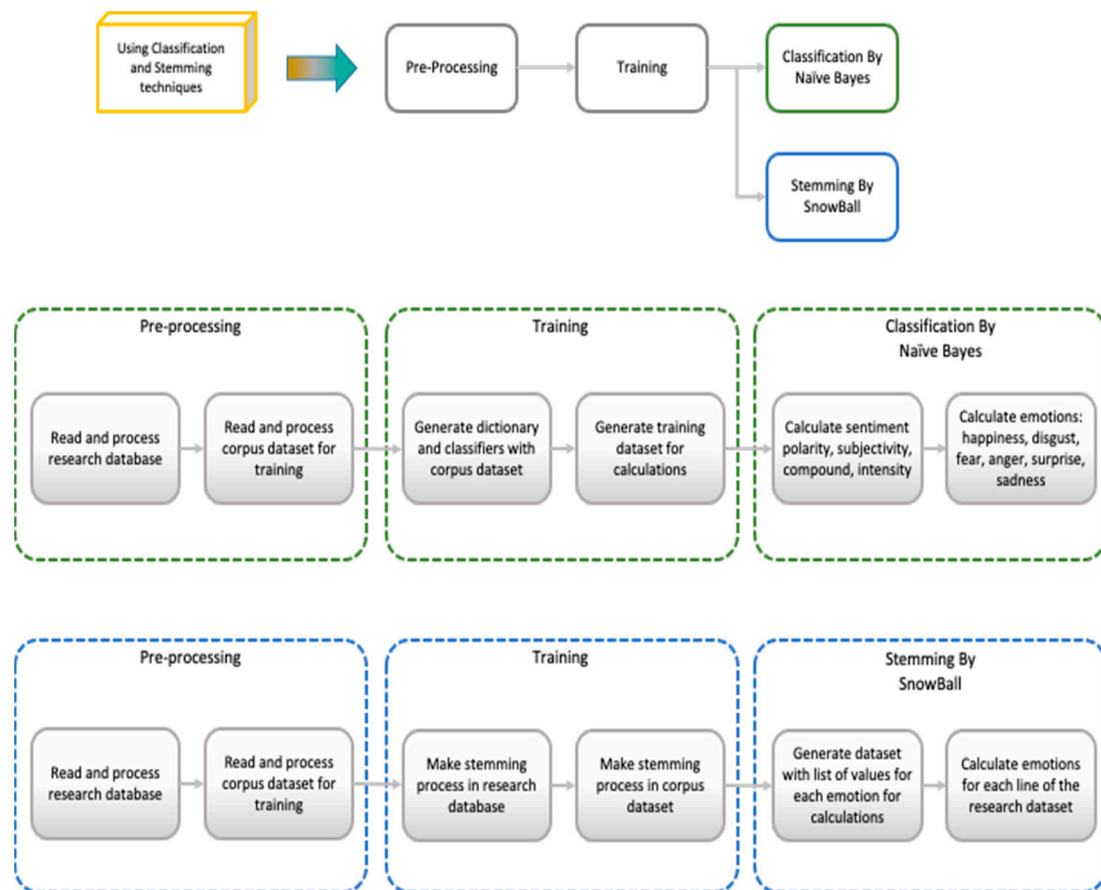 Using Classification
and Stemming
techniques
Pre-Processing
Training
Classification By
Naïve Bayes
Stemming By
SnowBall
Pre-processing
Read and process
research database
Read and process
corpus dataset for
training
Training
Generate dictionary
and classifiers with
corpus dataset
Generate training
dataset for
calculations
Classification By
Naïve Bayes
Calculate sentiment
polarity, subjectivity,
compound, intensity
Calculate emotions:
happiness, disgust,
fear, anger, surprise,
sadness
Pre-processing
Read and process
research database
Read and process
corpus dataset for
training
Training
Make stemming
process in research
database
Make stemming
process in corpus
dataset
Stemming By
SnowBall
Generate dataset
with list of values for
each emotion for
calculations
Calculate emotions
for each line of the
research dataset